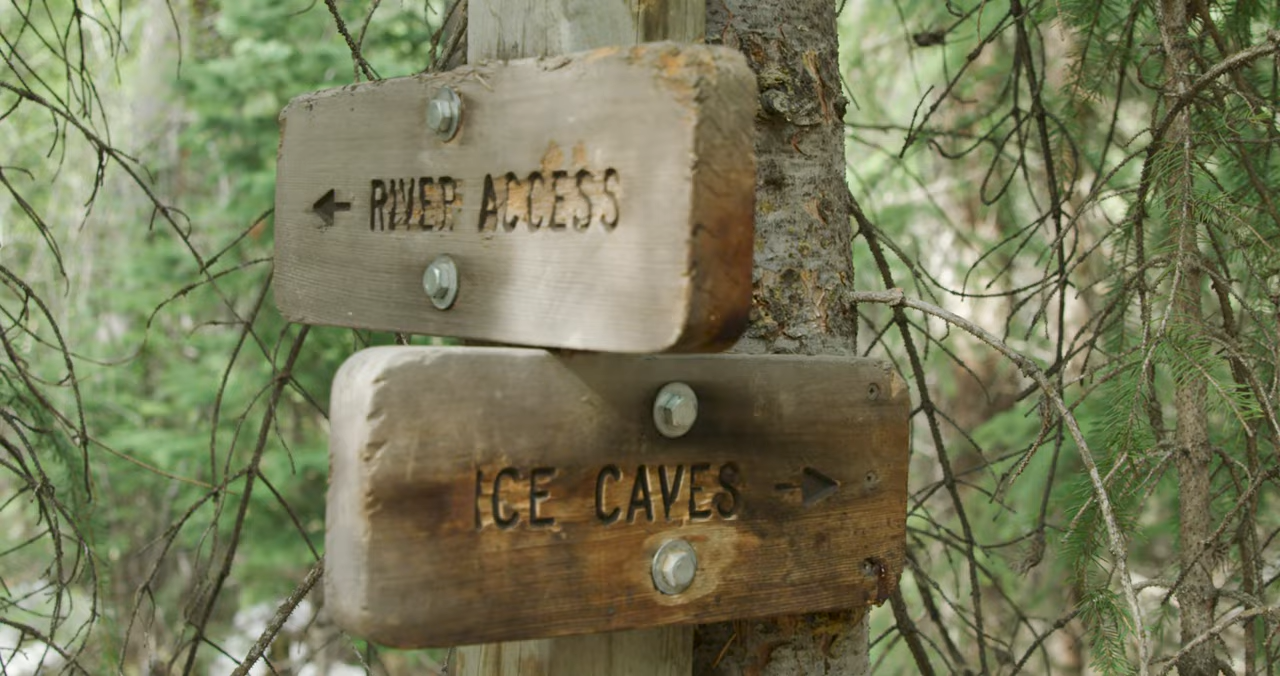 ← RIVER ACCESS
ICE CAVES →